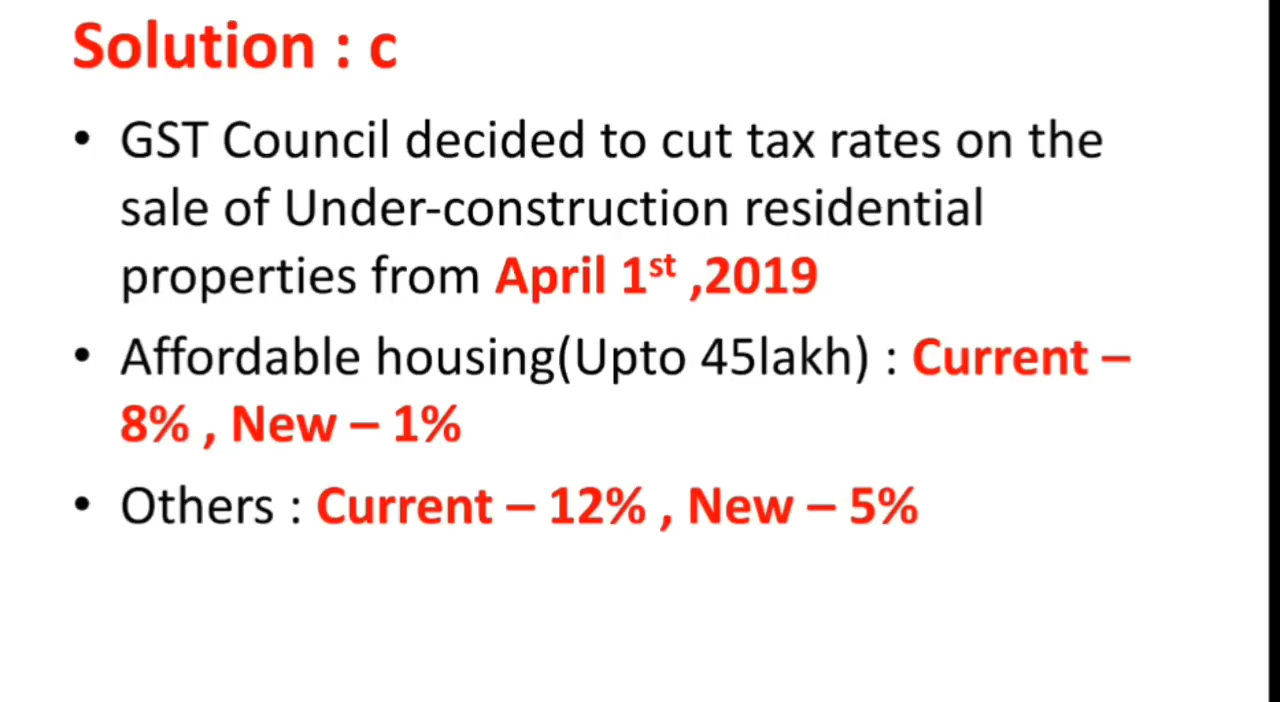 Solution : c
• GST Council decided to cut tax rates on the
sale of Under-construction residential
properties from April 1st ,2019
• Affordable housing(Upto 45lakh) : Current –
8% , New – 1%
• Others : Current – 12% , New – 5%